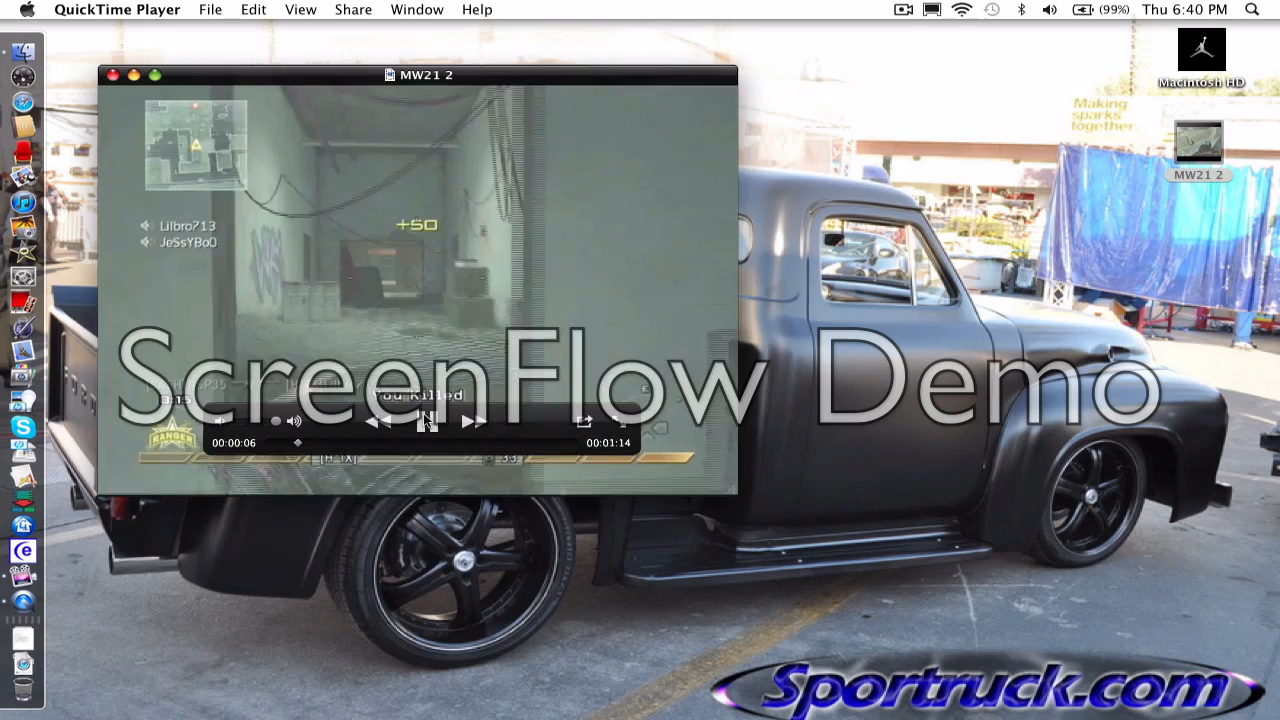 QuickTime Player File Edit View Share Window Help (99%) Thu 6:40 PM
MW21 2
Macintosh HD
Making
sparks
together.
MW21 2
Lilbro713
JeSsYBoO
+50
ScreenFlow Demo
You Killed
RANGER
00:00:06 00:01:14
Sportruck.com